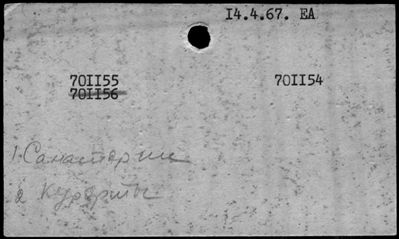 I4.4.67. EA
70II55 70II54
70II56
1. Санатории
2 Курорты